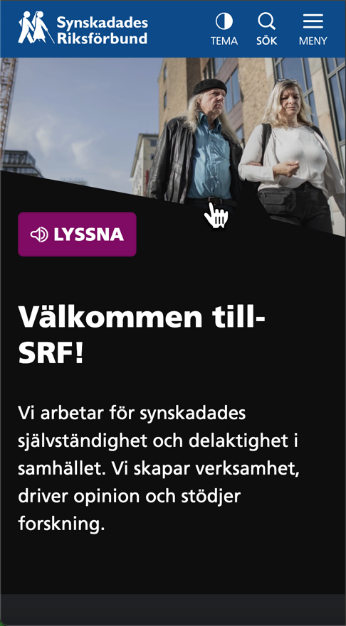 Synskadades
Riksförbund
TEMA
SÖK
MENY
LYSSNA
Välkommen till-
SRF!
Vi arbetar för synskadades
självständighet och delaktighet i
samhället. Vi skapar verksamhet,
driver opinion och stödjer
forskning.